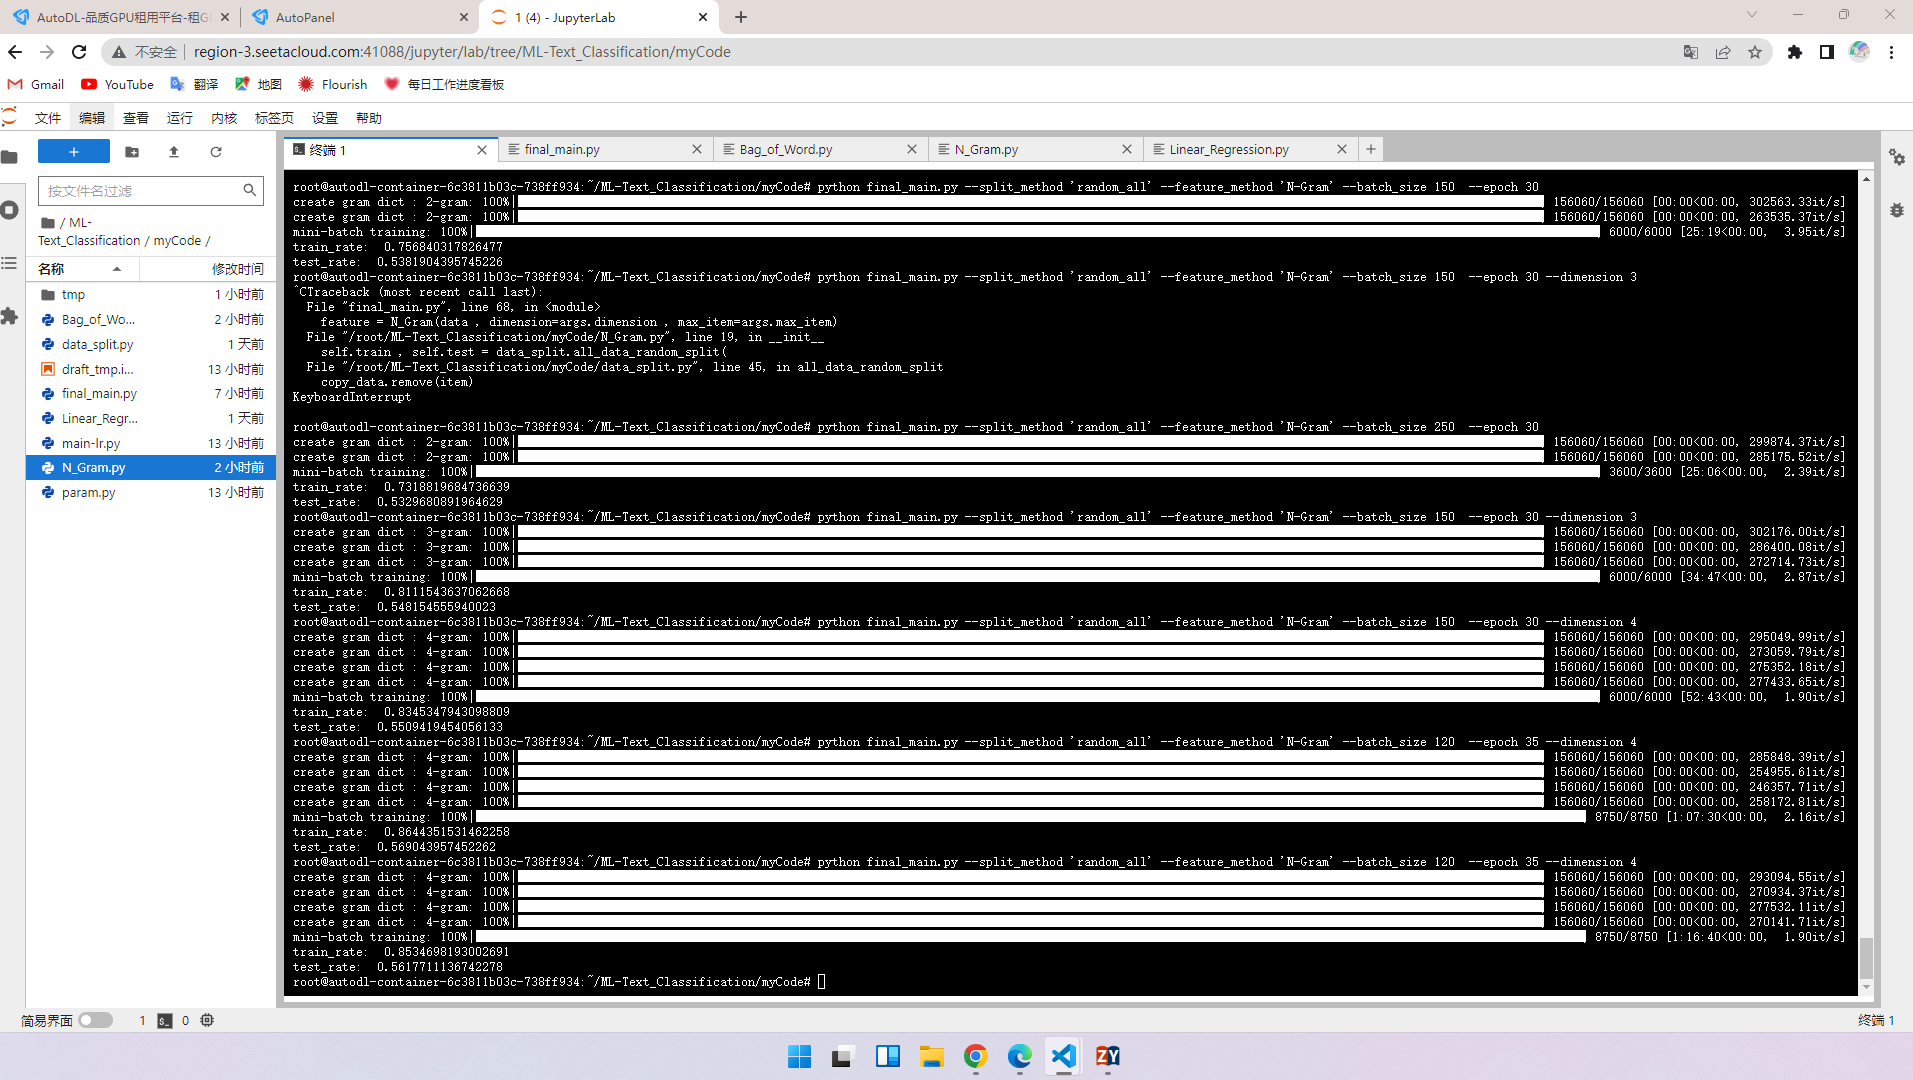 AutoDL-品质GPU租用平台-租G
AutoPanel
1 (4) - JupyterLab
不安全
region-3.seetacloud.com:41088/jupyter/lab/tree/ML-Text_Classification/myCode
Gmail
YouTube
翻译
地图
Flourish
每日工作进度看板
文件
编辑
查看
运行
内核
标签页
设置
帮助
终端 1
final_main.py
Bag_of_Word.py
N_Gram.py
Linear_Regression.py
按文件名过滤
/ ML-
Text_Classification / myCode /
名称 修改时间
tmp 1 小时前
Bag_of_Wo... 2 小时前
data_split.py 1 天前
draft_tmp.i... 13 小时前
final_main.py 7 小时前
Linear_Regr... 1 天前
main-lr.py 13 小时前
N_Gram.py 2 小时前
param.py 13 小时前
root@autodl-container-6c3811b03c-738ff934:~/ML-Text_Classification/myCode# python final_main.py --split_method 'random_all' --feature_method 'N-Gram' --batch_size 150  --epoch 30
create gram dict : 2-gram: 100%| 156060/156060 [00:00<00:00, 302563.33it/s]
create gram dict : 2-gram: 100%| 156060/156060 [00:00<00:00, 263535.37it/s]
mini-batch training: 100%| 6000/6000 [25:19<00:00,  3.95it/s]
train_rate:  0.756840317826477
test_rate:  0.5381904395745226
root@autodl-container-6c3811b03c-738ff934:~/ML-Text_Classification/myCode# python final_main.py --split_method 'random_all' --feature_method 'N-Gram' --batch_size 150  --epoch 30 --dimension 3
^CTraceback (most recent call last):
  File "final_main.py", line 68, in <module>
    feature = N_Gram(data , dimension=args.dimension , max_item=args.max_item)
  File "/root/ML-Text_Classification/myCode/N_Gram.py", line 19, in __init__
    self.train , self.test = data_split.all_data_random_split(
  File "/root/ML-Text_Classification/myCode/data_split.py", line 45, in all_data_random_split
    copy_data.remove(item)
KeyboardInterrupt
root@autodl-container-6c3811b03c-738ff934:~/ML-Text_Classification/myCode# python final_main.py --split_method 'random_all' --feature_method 'N-Gram' --batch_size 250  --epoch 30
create gram dict : 2-gram: 100%| 156060/156060 [00:00<00:00, 299874.37it/s]
create gram dict : 2-gram: 100%| 156060/156060 [00:00<00:00, 285175.52it/s]
mini-batch training: 100%| 3600/3600 [25:06<00:00,  2.39it/s]
train_rate:  0.7318819684736639
test_rate:  0.5329680891964629
root@autodl-container-6c3811b03c-738ff934:~/ML-Text_Classification/myCode# python final_main.py --split_method 'random_all' --feature_method 'N-Gram' --batch_size 150  --epoch 30 --dimension 3
create gram dict : 3-gram: 100%| 156060/156060 [00:00<00:00, 302176.00it/s]
create gram dict : 3-gram: 100%| 156060/156060 [00:00<00:00, 286400.08it/s]
create gram dict : 3-gram: 100%| 156060/156060 [00:00<00:00, 272714.73it/s]
mini-batch training: 100%| 6000/6000 [34:47<00:00,  2.87it/s]
train_rate:  0.8111543637062668
test_rate:  0.548154555940023
root@autodl-container-6c3811b03c-738ff934:~/ML-Text_Classification/myCode# python final_main.py --split_method 'random_all' --feature_method 'N-Gram' --batch_size 150  --epoch 30 --dimension 4
create gram dict : 4-gram: 100%| 156060/156060 [00:00<00:00, 295049.99it/s]
create gram dict : 4-gram: 100%| 156060/156060 [00:00<00:00, 273059.79it/s]
create gram dict : 4-gram: 100%| 156060/156060 [00:00<00:00, 275352.18it/s]
create gram dict : 4-gram: 100%| 156060/156060 [00:00<00:00, 277433.65it/s]
mini-batch training: 100%| 6000/6000 [52:43<00:00,  1.90it/s]
train_rate:  0.8345347943098809
test_rate:  0.5509419454056133
root@autodl-container-6c3811b03c-738ff934:~/ML-Text_Classification/myCode# python final_main.py --split_method 'random_all' --feature_method 'N-Gram' --batch_size 120  --epoch 35 --dimension 4
create gram dict : 4-gram: 100%| 156060/156060 [00:00<00:00, 285848.39it/s]
create gram dict : 4-gram: 100%| 156060/156060 [00:00<00:00, 254955.61it/s]
create gram dict : 4-gram: 100%| 156060/156060 [00:00<00:00, 246357.71it/s]
create gram dict : 4-gram: 100%| 156060/156060 [00:00<00:00, 258172.81it/s]
mini-batch training: 100%| 8750/8750 [1:07:30<00:00,  2.16it/s]
train_rate:  0.8644351531462258
test_rate:  0.569043957452262
root@autodl-container-6c3811b03c-738ff934:~/ML-Text_Classification/myCode# python final_main.py --split_method 'random_all' --feature_method 'N-Gram' --batch_size 120  --epoch 35 --dimension 4
create gram dict : 4-gram: 100%| 156060/156060 [00:00<00:00, 293094.55it/s]
create gram dict : 4-gram: 100%| 156060/156060 [00:00<00:00, 270934.37it/s]
create gram dict : 4-gram: 100%| 156060/156060 [00:00<00:00, 277532.11it/s]
create gram dict : 4-gram: 100%| 156060/156060 [00:00<00:00, 270141.71it/s]
mini-batch training: 100%| 8750/8750 [1:16:40<00:00,  1.90it/s]
train_rate:  0.8534698193002691
test_rate:  0.5617711136742278
root@autodl-container-6c3811b03c-738ff934:~/ML-Text_Classification/myCode#
简易界面
1
0
终端 1
ZY